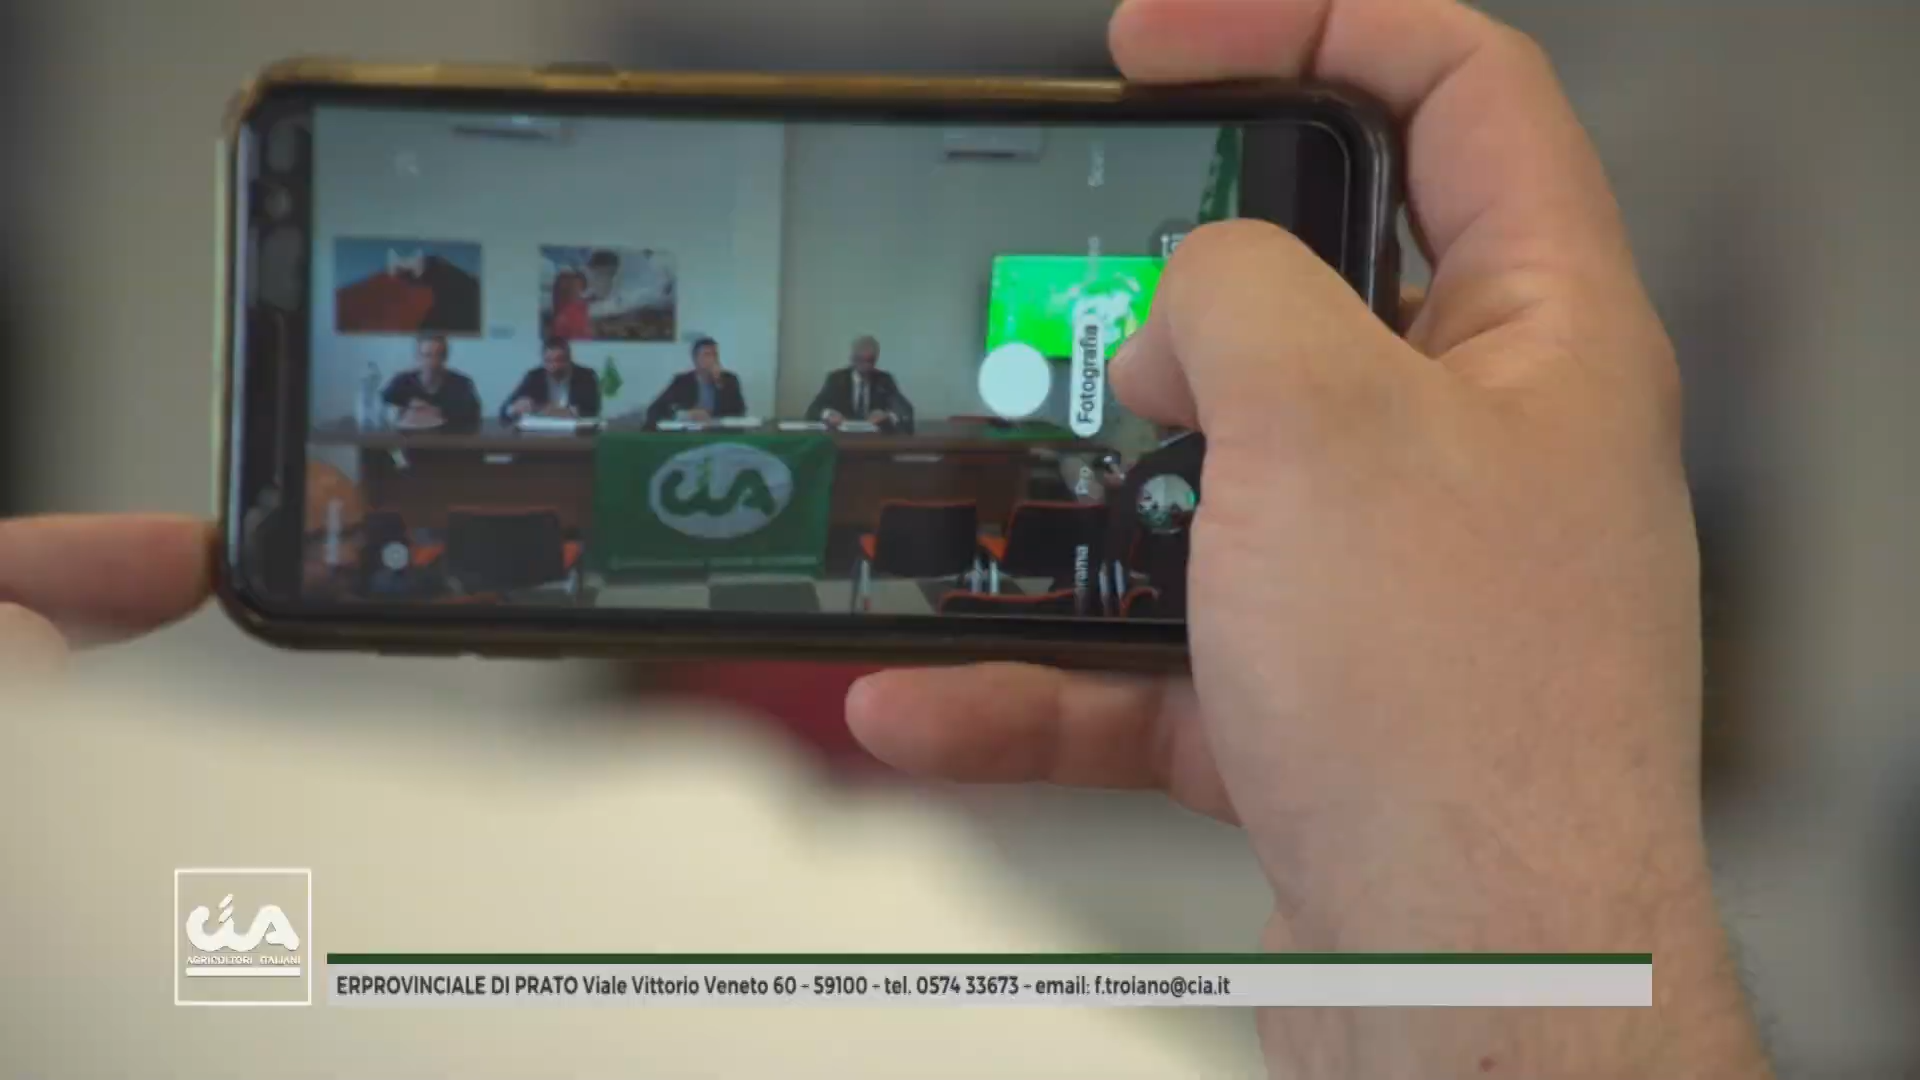 Fotografia
Pro
CIA
CIA
AGRICOLTORI ITALIANI
ERPROVINCIALE DI PRATO Viale Vittorio Veneto 60 - 59100 - tel. 0574 33673 - email: f.troiano@cia.it